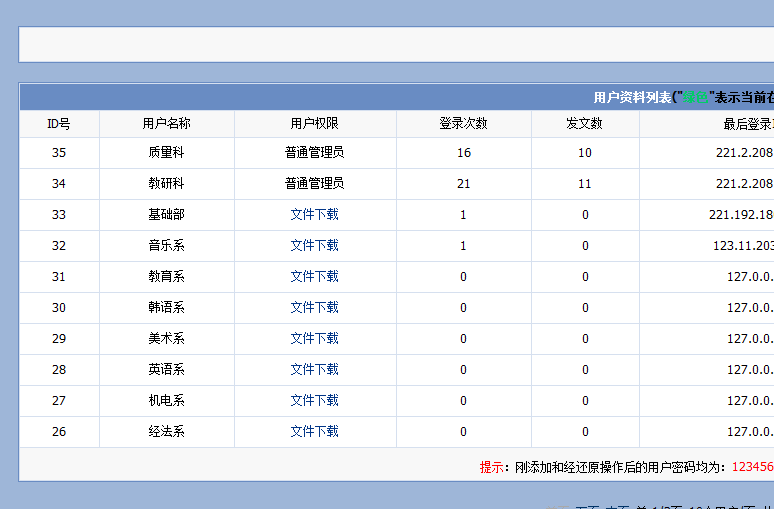 用户资料列表("绿色"表示当前在
ID号 用户名称 用户权限 登录次数 发文数 最后登录
35 质量科 普通管理员 16 10 221.2.208
34 教研科 普通管理员 21 11 221.2.208
33 基础部 文件下载 1 0 221.192.18
32 音乐系 文件下载 1 0 123.11.203
31 教育系 文件下载 0 0 127.0.0.
30 韩语系 文件下载 0 0 127.0.0.
29 美术系 文件下载 0 0 127.0.0.
28 英语系 文件下载 0 0 127.0.0.
27 机电系 文件下载 0 0 127.0.0.
26 经法系 文件下载 0 0 127.0.0.
提示：刚添加和经还原操作后的用户密码均为：123456